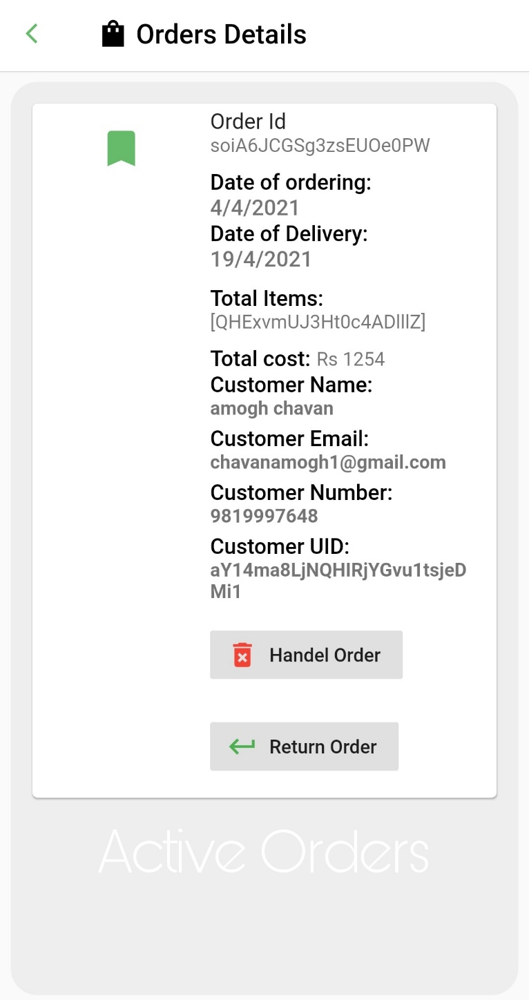 Orders Details
Order Id
soiA6JCGSg3zsEUOe0PW
Date of ordering:
4/4/2021
Date of Delivery:
19/4/2021
Total Items:
[QHExvmUJ3Ht0c4ADlllZ]
Total cost: Rs 1254
Customer Name:
amogh chavan
Customer Email:
chavanamogh1@gmail.com
Customer Number:
9819997648
Customer UID:
aY14ma8LjNQHIRjYGvu1tsjeD
Mi1
Handel Order
Return Order
Active Orders